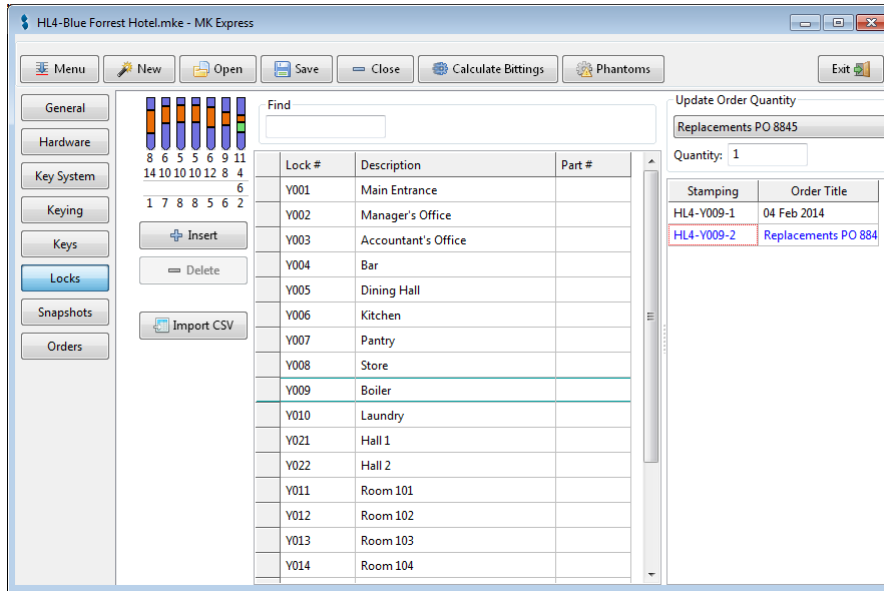 HL4-Blue Forrest Hotel.mke - MK Express
Menu New Open Save Close Calculate Bittings Phantoms Exit
General
Hardware
Key System
Keying
Keys
Locks
Snapshots
Orders
8 6 5 5 6 9 11
14 10 10 10 12 8 4
6
1 7 8 8 5 6 2
Insert
Delete
Import CSV
Find
Lock # Description Part #
Y001 Main Entrance
Y002 Manager's Office
Y003 Accountant's Office
Y004 Bar
Y005 Dining Hall
Y006 Kitchen
Y007 Pantry
Y008 Store
Y009 Boiler
Y010 Laundry
Y021 Hall 1
Y022 Hall 2
Y011 Room 101
Y012 Room 102
Y013 Room 103
Y014 Room 104
Update Order Quantity
Replacements PO 8845
Quantity: 1
Stamping Order Title
HL4-Y009-1 04 Feb 2014
HL4-Y009-2 Replacements PO 884